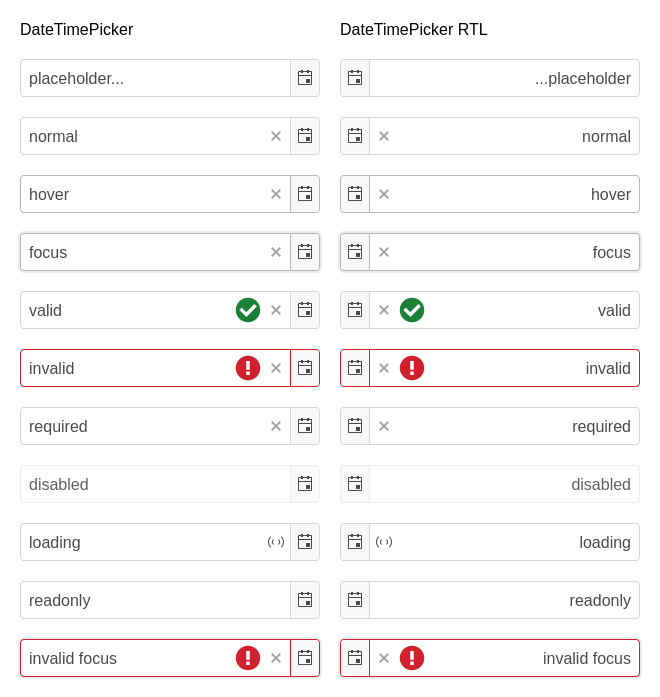 DateTimePicker
placeholder...
normal
hover
focus
valid
invalid
required
disabled
loading
readonly
invalid focus
DateTimePicker RTL
...placeholder
normal
hover
focus
valid
invalid
required
disabled
loading
readonly
invalid focus